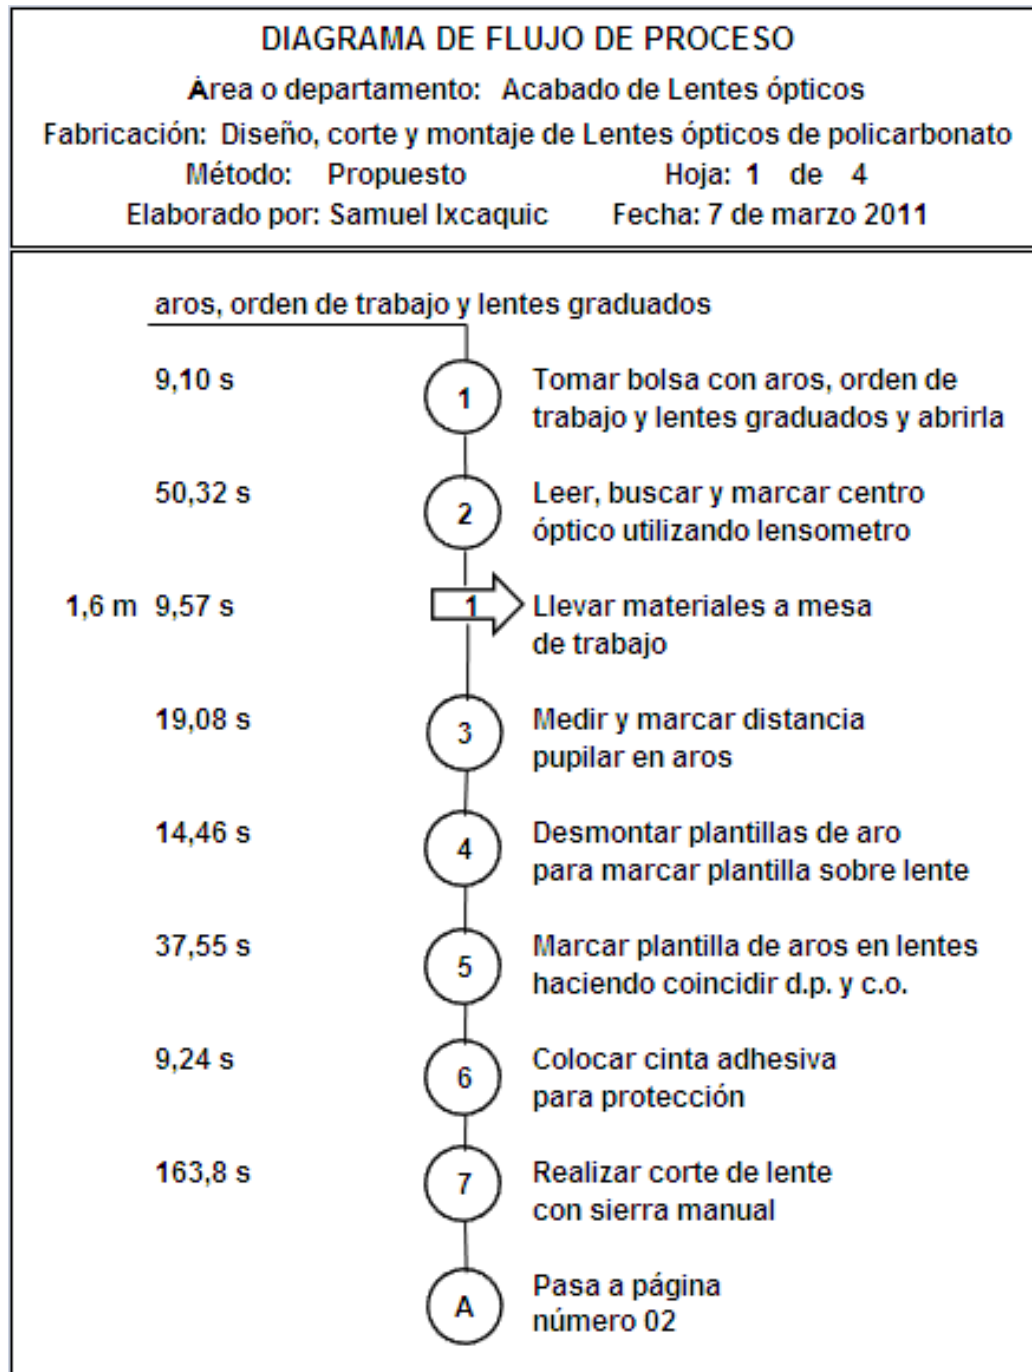 DIAGRAMA DE FLUJO DE PROCESO
Área o departamento: Acabado de Lentes ópticos
Fabricación: Diseño, corte y montaje de Lentes ópticos de policarbonato
Método: Propuesto Hoja: 1 de 4
Elaborado por: Samuel Ixcaquic Fecha: 7 de marzo 2011
aros, orden de trabajo y lentes graduados
9,10 s 1 Tomar bolsa con aros, orden de
trabajo y lentes graduados y abrirla
50,32 s 2 Leer, buscar y marcar centro
óptico utilizando lensometro
1,6 m 9,57 s 1 Llevar materiales a mesa
de trabajo
19,08 s 3 Medir y marcar distancia
pupilar en aros
14,46 s 4 Desmontar plantillas de aro
para marcar plantilla sobre lente
37,55 s 5 Marcar plantilla de aros en lentes
haciendo coincidir d.p. y c.o.
9,24 s 6 Colocar cinta adhesiva
para protección
163,8 s 7 Realizar corte de lente
con sierra manual
A Pasa a página
número 02